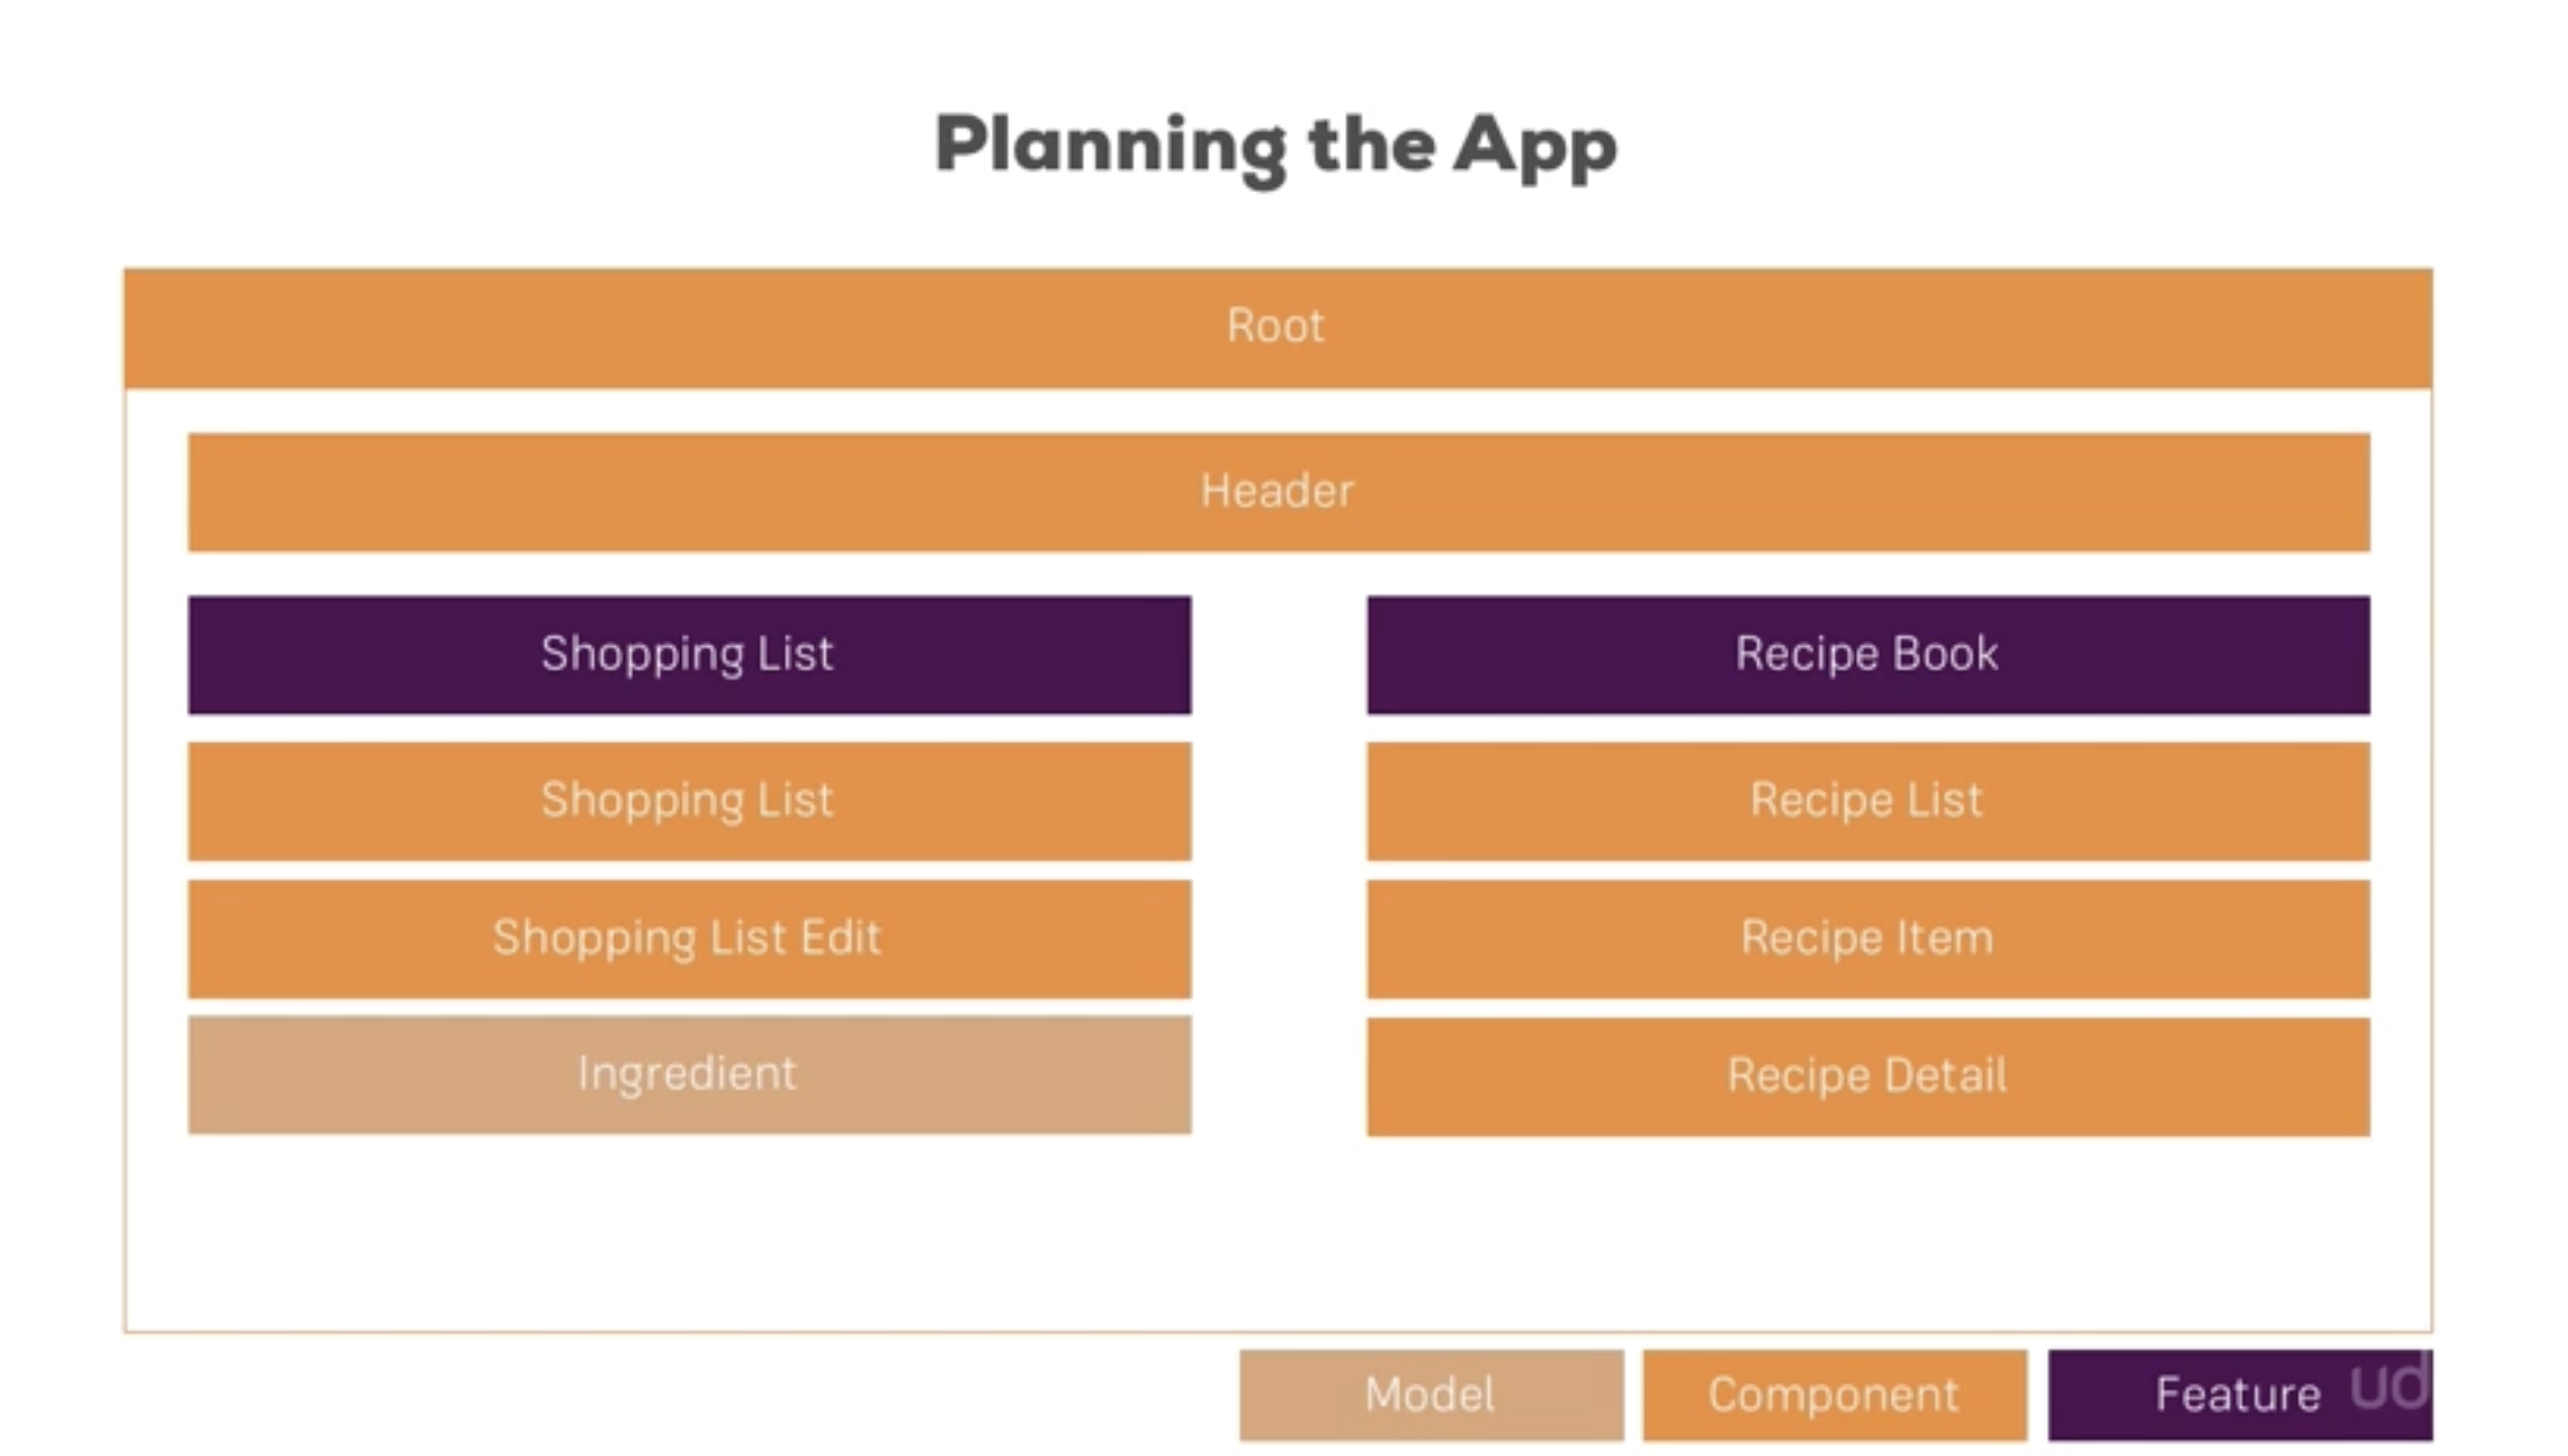 Planning the App
Root
Header
Shopping List
Shopping List
Shopping List Edit
Ingredient
Recipe Book
Recipe List
Recipe Item
Recipe Detail
Model
Component
Feature
ud